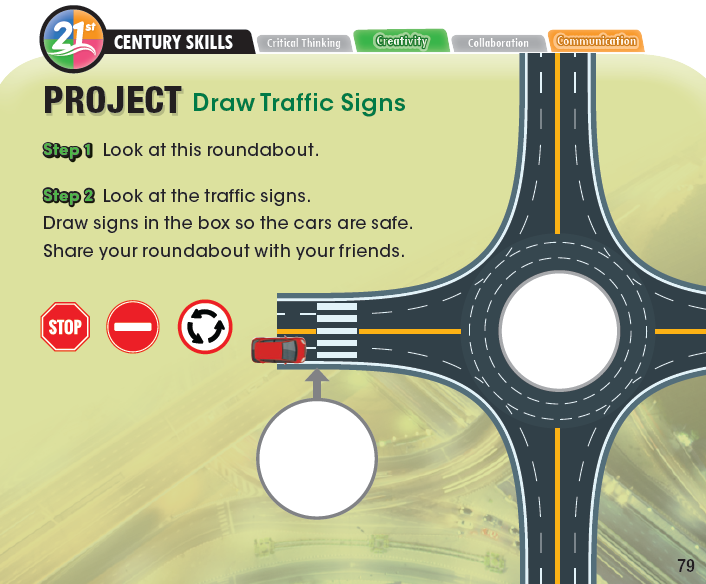 21st CENTURY SKILLS Critical Thinking Creativity Collaboration Communication
PROJECT Draw Traffic Signs
Step 1 Look at this roundabout.
Step 2 Look at the traffic signs.
Draw signs in the box so the cars are safe.
Share your roundabout with your friends.
STOP
79